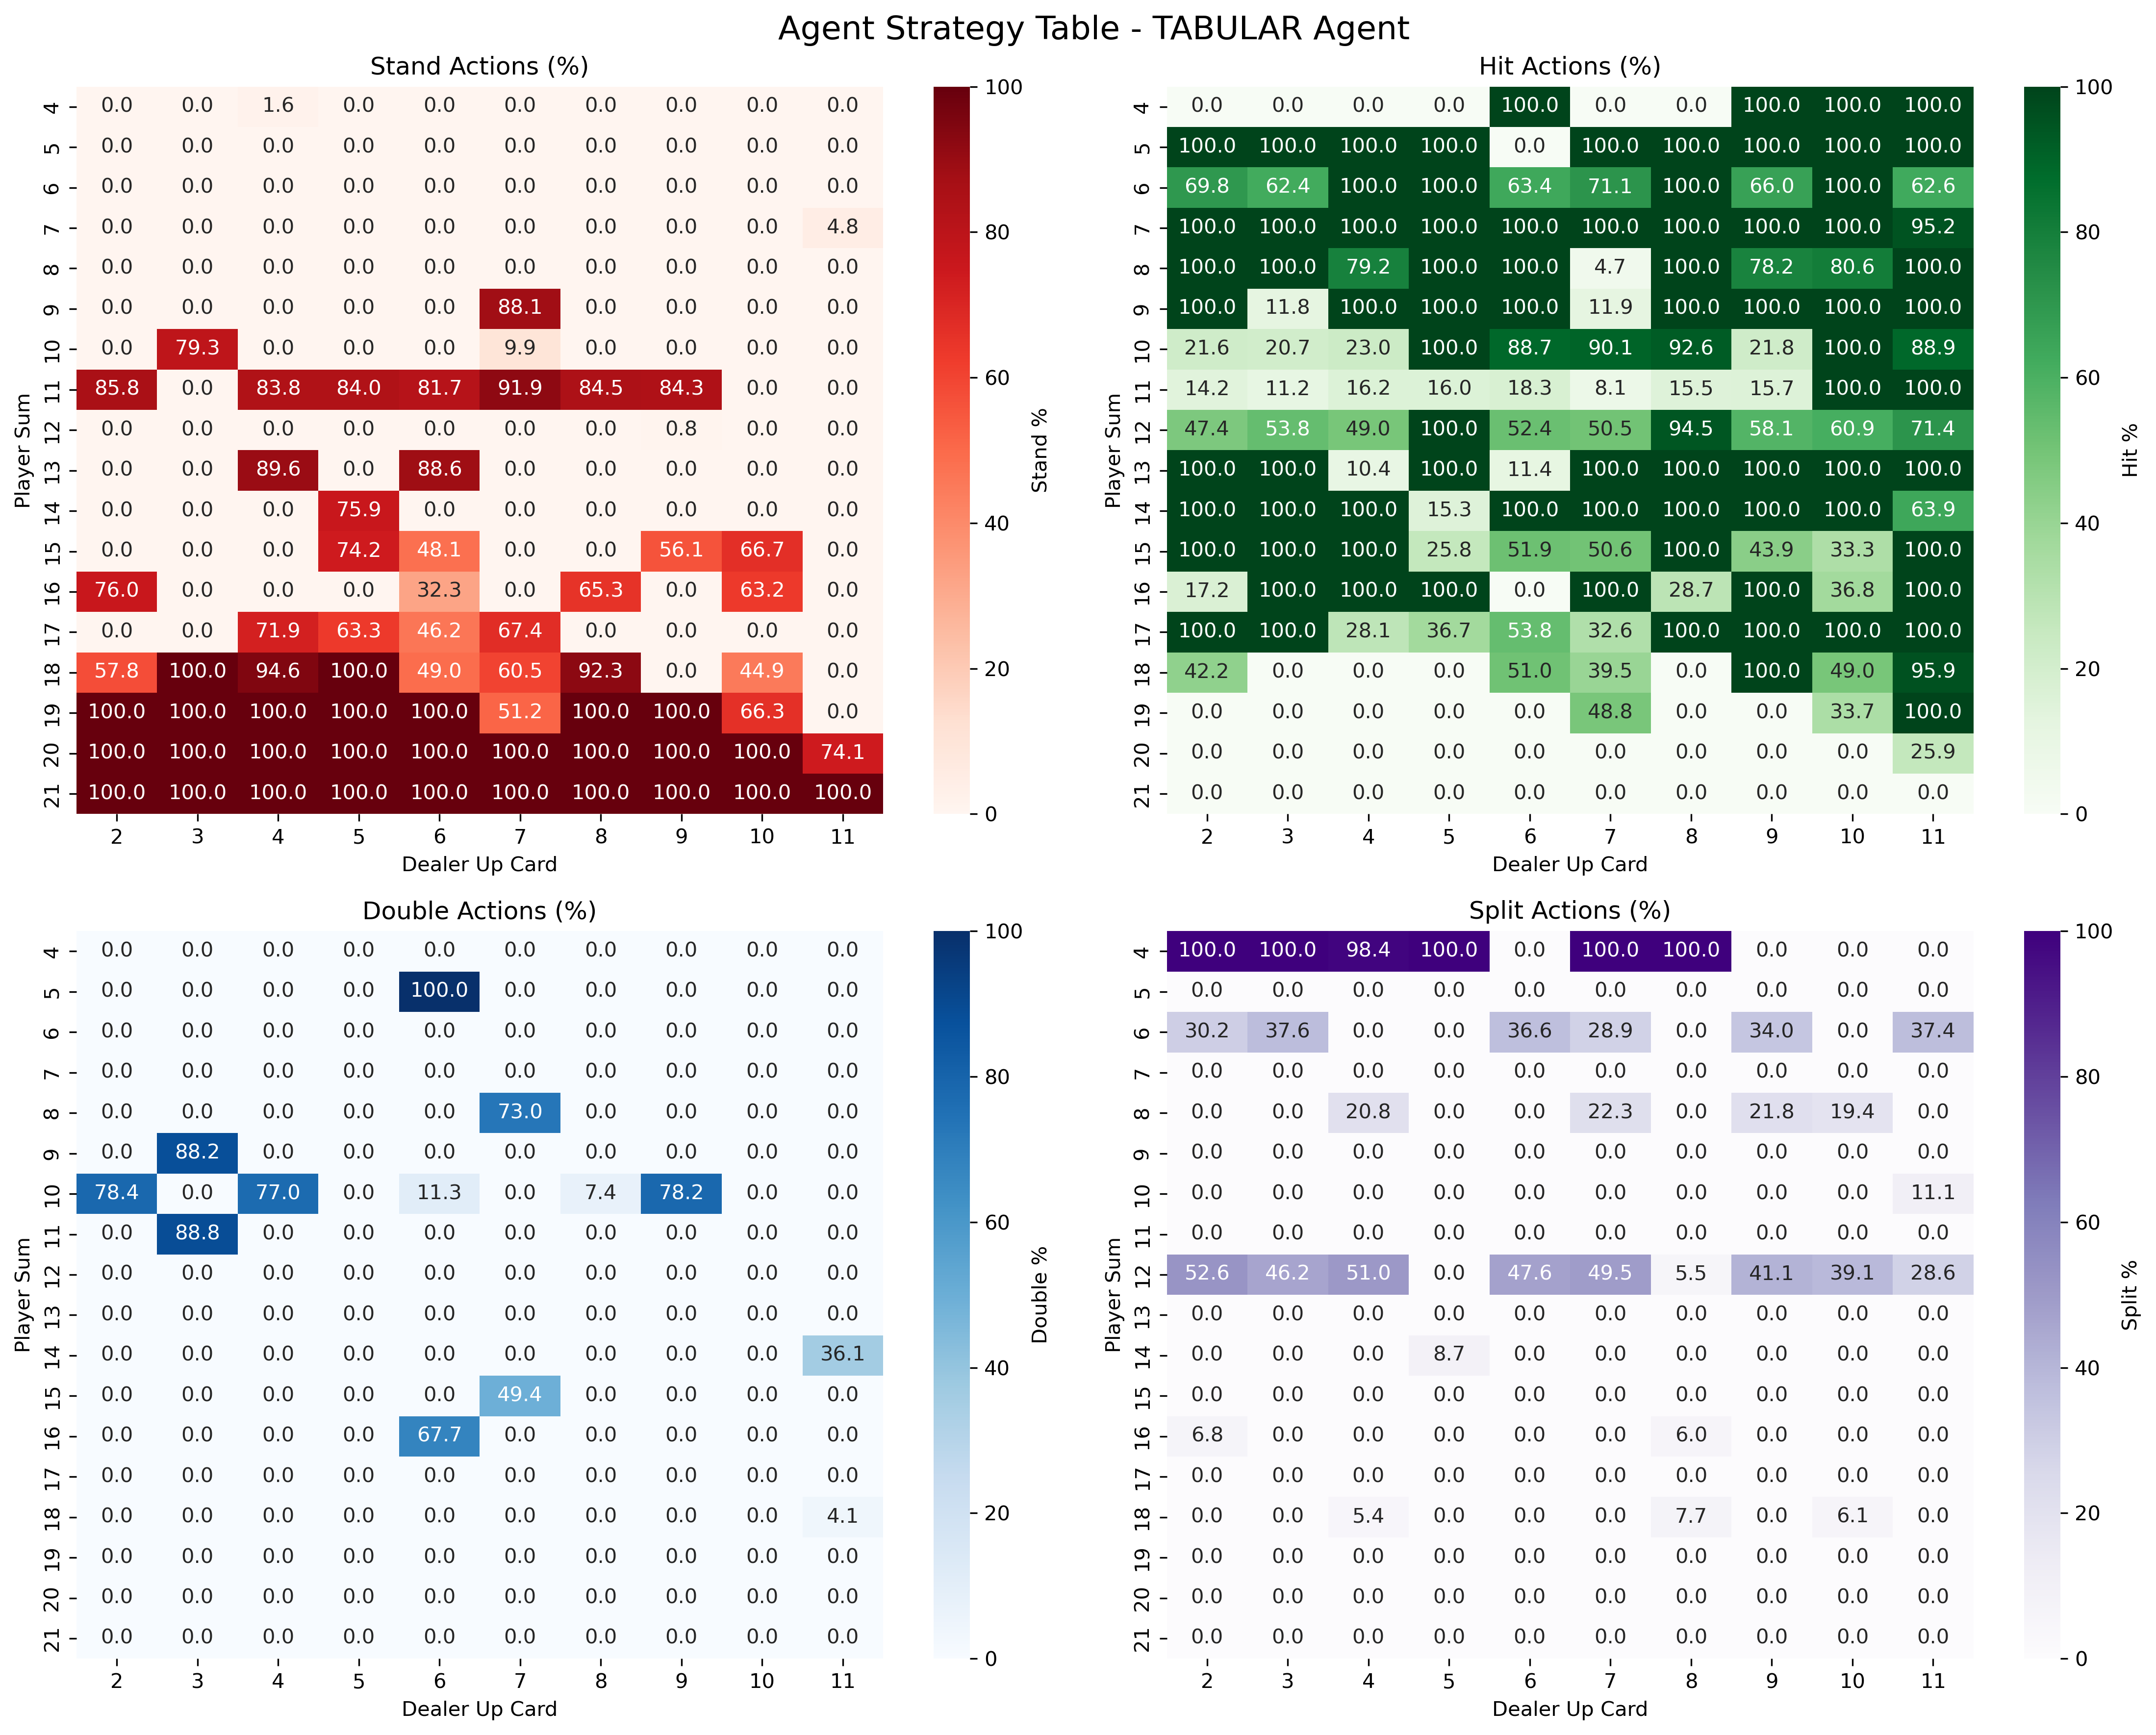 Agent Strategy Table - TABULAR Agent
Stand Actions (%)
4 0.0 0.0 1.6 0.0 0.0 0.0 0.0 0.0 0.0 0.0
5 0.0 0.0 0.0 0.0 0.0 0.0 0.0 0.0 0.0 0.0
6 0.0 0.0 0.0 0.0 0.0 0.0 0.0 0.0 0.0 0.0
7 0.0 0.0 0.0 0.0 0.0 0.0 0.0 0.0 0.0 4.8
8 0.0 0.0 0.0 0.0 0.0 0.0 0.0 0.0 0.0 0.0
9 0.0 0.0 0.0 0.0 0.0 88.1 0.0 0.0 0.0 0.0
10 0.0 79.3 0.0 0.0 0.0 9.9 0.0 0.0 0.0 0.0
11 85.8 0.0 83.8 84.0 81.7 91.9 84.5 84.3 0.0 0.0
12 0.0 0.0 0.0 0.0 0.0 0.0 0.0 0.8 0.0 0.0
13 0.0 0.0 89.6 0.0 88.6 0.0 0.0 0.0 0.0 0.0
14 0.0 0.0 0.0 75.9 0.0 0.0 0.0 0.0 0.0 0.0
15 0.0 0.0 0.0 74.2 48.1 0.0 0.0 56.1 66.7 0.0
16 76.0 0.0 0.0 0.0 32.3 0.0 65.3 0.0 63.2 0.0
17 0.0 0.0 71.9 63.3 46.2 67.4 0.0 0.0 0.0 0.0
18 57.8 100.0 94.6 100.0 49.0 60.5 92.3 0.0 44.9 0.0
19 100.0 100.0 100.0 100.0 100.0 51.2 100.0 100.0 66.3 0.0
20 100.0 100.0 100.0 100.0 100.0 100.0 100.0 100.0 100.0 74.1
21 100.0 100.0 100.0 100.0 100.0 100.0 100.0 100.0 100.0 100.0
2 3 4 5 6 7 8 9 10 11
Dealer Up Card
Player Sum
100
80
60
40
20
0
Stand %
Hit Actions (%)
4 0.0 0.0 0.0 0.0 100.0 0.0 0.0 100.0 100.0 100.0
5 100.0 100.0 100.0 100.0 0.0 100.0 100.0 100.0 100.0 100.0
6 69.8 62.4 100.0 100.0 63.4 71.1 100.0 66.0 100.0 62.6
7 100.0 100.0 100.0 100.0 100.0 100.0 100.0 100.0 100.0 95.2
8 100.0 100.0 79.2 100.0 100.0 4.7 100.0 78.2 80.6 100.0
9 100.0 11.8 100.0 100.0 100.0 11.9 100.0 100.0 100.0 100.0
10 21.6 20.7 23.0 100.0 88.7 90.1 92.6 21.8 100.0 88.9
11 14.2 11.2 16.2 16.0 18.3 8.1 15.5 15.7 100.0 100.0
12 47.4 53.8 49.0 100.0 52.4 50.5 94.5 58.1 60.9 71.4
13 100.0 100.0 10.4 100.0 11.4 100.0 100.0 100.0 100.0 100.0
14 100.0 100.0 100.0 15.3 100.0 100.0 100.0 100.0 100.0 63.9
15 100.0 100.0 100.0 25.8 51.9 50.6 100.0 43.9 33.3 100.0
16 17.2 100.0 100.0 100.0 0.0 100.0 28.7 100.0 36.8 100.0
17 100.0 100.0 28.1 36.7 53.8 32.6 100.0 100.0 100.0 100.0
18 42.2 0.0 0.0 0.0 51.0 39.5 0.0 100.0 49.0 95.9
19 0.0 0.0 0.0 0.0 0.0 48.8 0.0 0.0 33.7 100.0
20 0.0 0.0 0.0 0.0 0.0 0.0 0.0 0.0 0.0 25.9
21 0.0 0.0 0.0 0.0 0.0 0.0 0.0 0.0 0.0 0.0
2 3 4 5 6 7 8 9 10 11
Dealer Up Card
Player Sum
100
80
60
40
20
0
Hit %
Double Actions (%)
4 0.0 0.0 0.0 0.0 0.0 0.0 0.0 0.0 0.0 0.0
5 0.0 0.0 0.0 0.0 100.0 0.0 0.0 0.0 0.0 0.0
6 0.0 0.0 0.0 0.0 0.0 0.0 0.0 0.0 0.0 0.0
7 0.0 0.0 0.0 0.0 0.0 0.0 0.0 0.0 0.0 0.0
8 0.0 0.0 0.0 0.0 0.0 73.0 0.0 0.0 0.0 0.0
9 0.0 88.2 0.0 0.0 0.0 0.0 0.0 0.0 0.0 0.0
10 78.4 0.0 77.0 0.0 11.3 0.0 7.4 78.2 0.0 0.0
11 0.0 88.8 0.0 0.0 0.0 0.0 0.0 0.0 0.0 0.0
12 0.0 0.0 0.0 0.0 0.0 0.0 0.0 0.0 0.0 0.0
13 0.0 0.0 0.0 0.0 0.0 0.0 0.0 0.0 0.0 0.0
14 0.0 0.0 0.0 0.0 0.0 0.0 0.0 0.0 0.0 36.1
15 0.0 0.0 0.0 0.0 0.0 49.4 0.0 0.0 0.0 0.0
16 0.0 0.0 0.0 0.0 67.7 0.0 0.0 0.0 0.0 0.0
17 0.0 0.0 0.0 0.0 0.0 0.0 0.0 0.0 0.0 0.0
18 0.0 0.0 0.0 0.0 0.0 0.0 0.0 0.0 0.0 4.1
19 0.0 0.0 0.0 0.0 0.0 0.0 0.0 0.0 0.0 0.0
20 0.0 0.0 0.0 0.0 0.0 0.0 0.0 0.0 0.0 0.0
21 0.0 0.0 0.0 0.0 0.0 0.0 0.0 0.0 0.0 0.0
2 3 4 5 6 7 8 9 10 11
Dealer Up Card
Player Sum
100
80
60
40
20
0
Double %
Split Actions (%)
4 100.0 100.0 98.4 100.0 0.0 100.0 100.0 0.0 0.0 0.0
5 0.0 0.0 0.0 0.0 0.0 0.0 0.0 0.0 0.0 0.0
6 30.2 37.6 0.0 0.0 36.6 28.9 0.0 34.0 0.0 37.4
7 0.0 0.0 0.0 0.0 0.0 0.0 0.0 0.0 0.0 0.0
8 0.0 0.0 20.8 0.0 0.0 22.3 0.0 21.8 19.4 0.0
9 0.0 0.0 0.0 0.0 0.0 0.0 0.0 0.0 0.0 0.0
10 0.0 0.0 0.0 0.0 0.0 0.0 0.0 0.0 0.0 11.1
11 0.0 0.0 0.0 0.0 0.0 0.0 0.0 0.0 0.0 0.0
12 52.6 46.2 51.0 0.0 47.6 49.5 5.5 41.1 39.1 28.6
13 0.0 0.0 0.0 0.0 0.0 0.0 0.0 0.0 0.0 0.0
14 0.0 0.0 0.0 8.7 0.0 0.0 0.0 0.0 0.0 0.0
15 0.0 0.0 0.0 0.0 0.0 0.0 0.0 0.0 0.0 0.0
16 6.8 0.0 0.0 0.0 0.0 0.0 6.0 0.0 0.0 0.0
17 0.0 0.0 0.0 0.0 0.0 0.0 0.0 0.0 0.0 0.0
18 0.0 0.0 5.4 0.0 0.0 0.0 7.7 0.0 6.1 0.0
19 0.0 0.0 0.0 0.0 0.0 0.0 0.0 0.0 0.0 0.0
20 0.0 0.0 0.0 0.0 0.0 0.0 0.0 0.0 0.0 0.0
21 0.0 0.0 0.0 0.0 0.0 0.0 0.0 0.0 0.0 0.0
2 3 4 5 6 7 8 9 10 11
Dealer Up Card
Player Sum
100
80
60
40
20
0
Split %